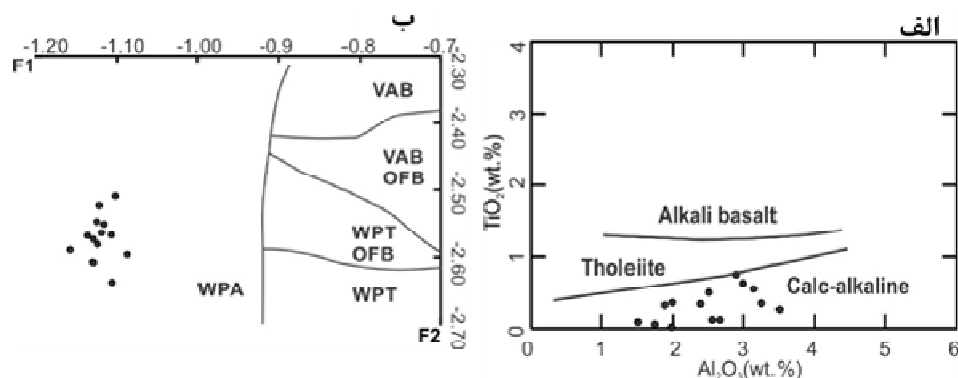 ب
-1.20 -1.10 -1.00 -0.9 -0.8 -0.7
F1
-2.30
-2.40
-2.50
-2.60
-2.70
F2
VAB
VAB
OFB
WPT
OFB
WPT
WPA
الف
4
3
2
1
0
TiO₂(wt.%)
Alkali basalt
Tholeiite
Calc-alkaline
0 1 2 3 4 5 6
Al₂O₃(wt.%)